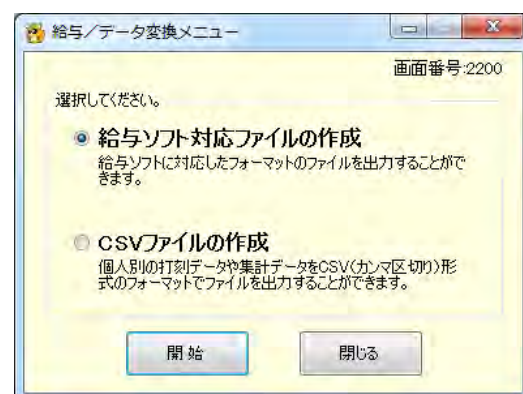 給与／データ変換メニュー
画面番号:2200
選択してください。
給与ソフト対応ファイルの作成
給与ソフトに対応したフォーマットのファイルを出力することがで
きます。
CSVファイルの作成
個人別の打刻データや集計データをCSV(カンマ区切り)形
式のフォーマットでファイルを出力することができます。
開始
閉じる